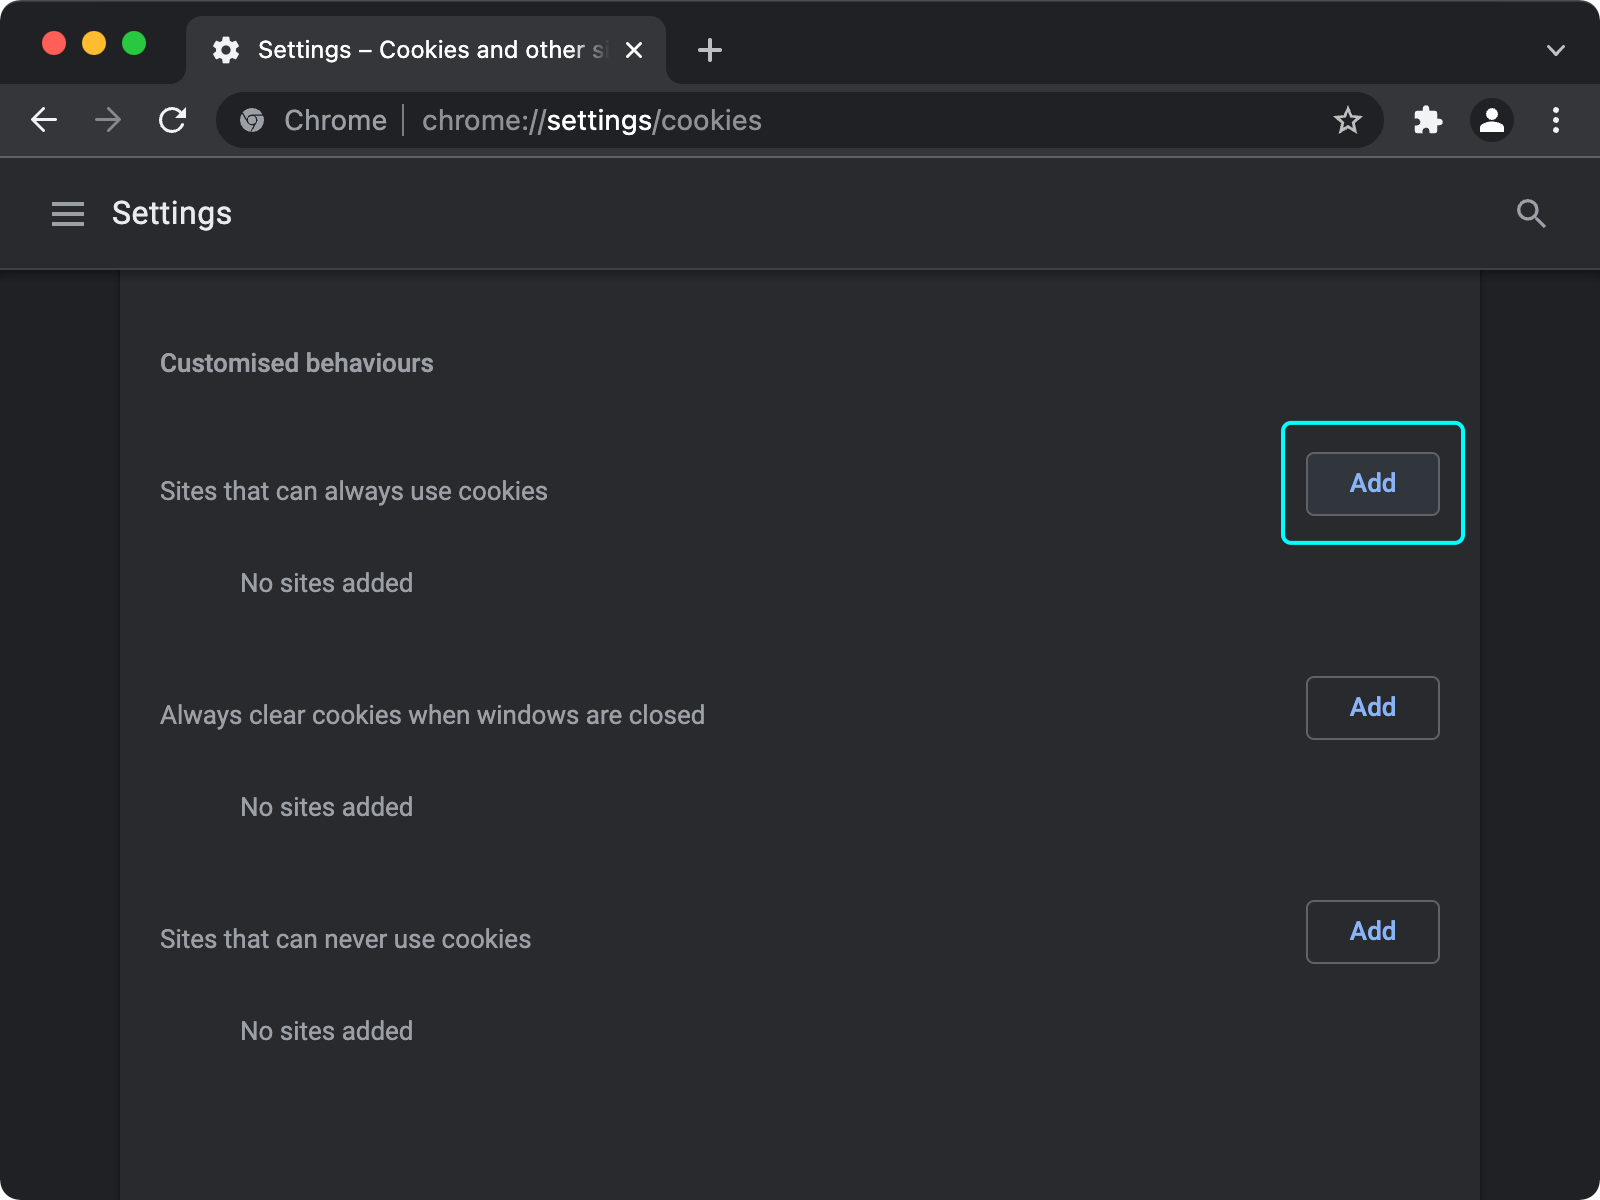 Settings – Cookies and other s
Chrome chrome://settings/cookies
Settings
Customised behaviours
Sites that can always use cookies
Add
No sites added
Always clear cookies when windows are closed
Add
No sites added
Sites that can never use cookies
Add
No sites added